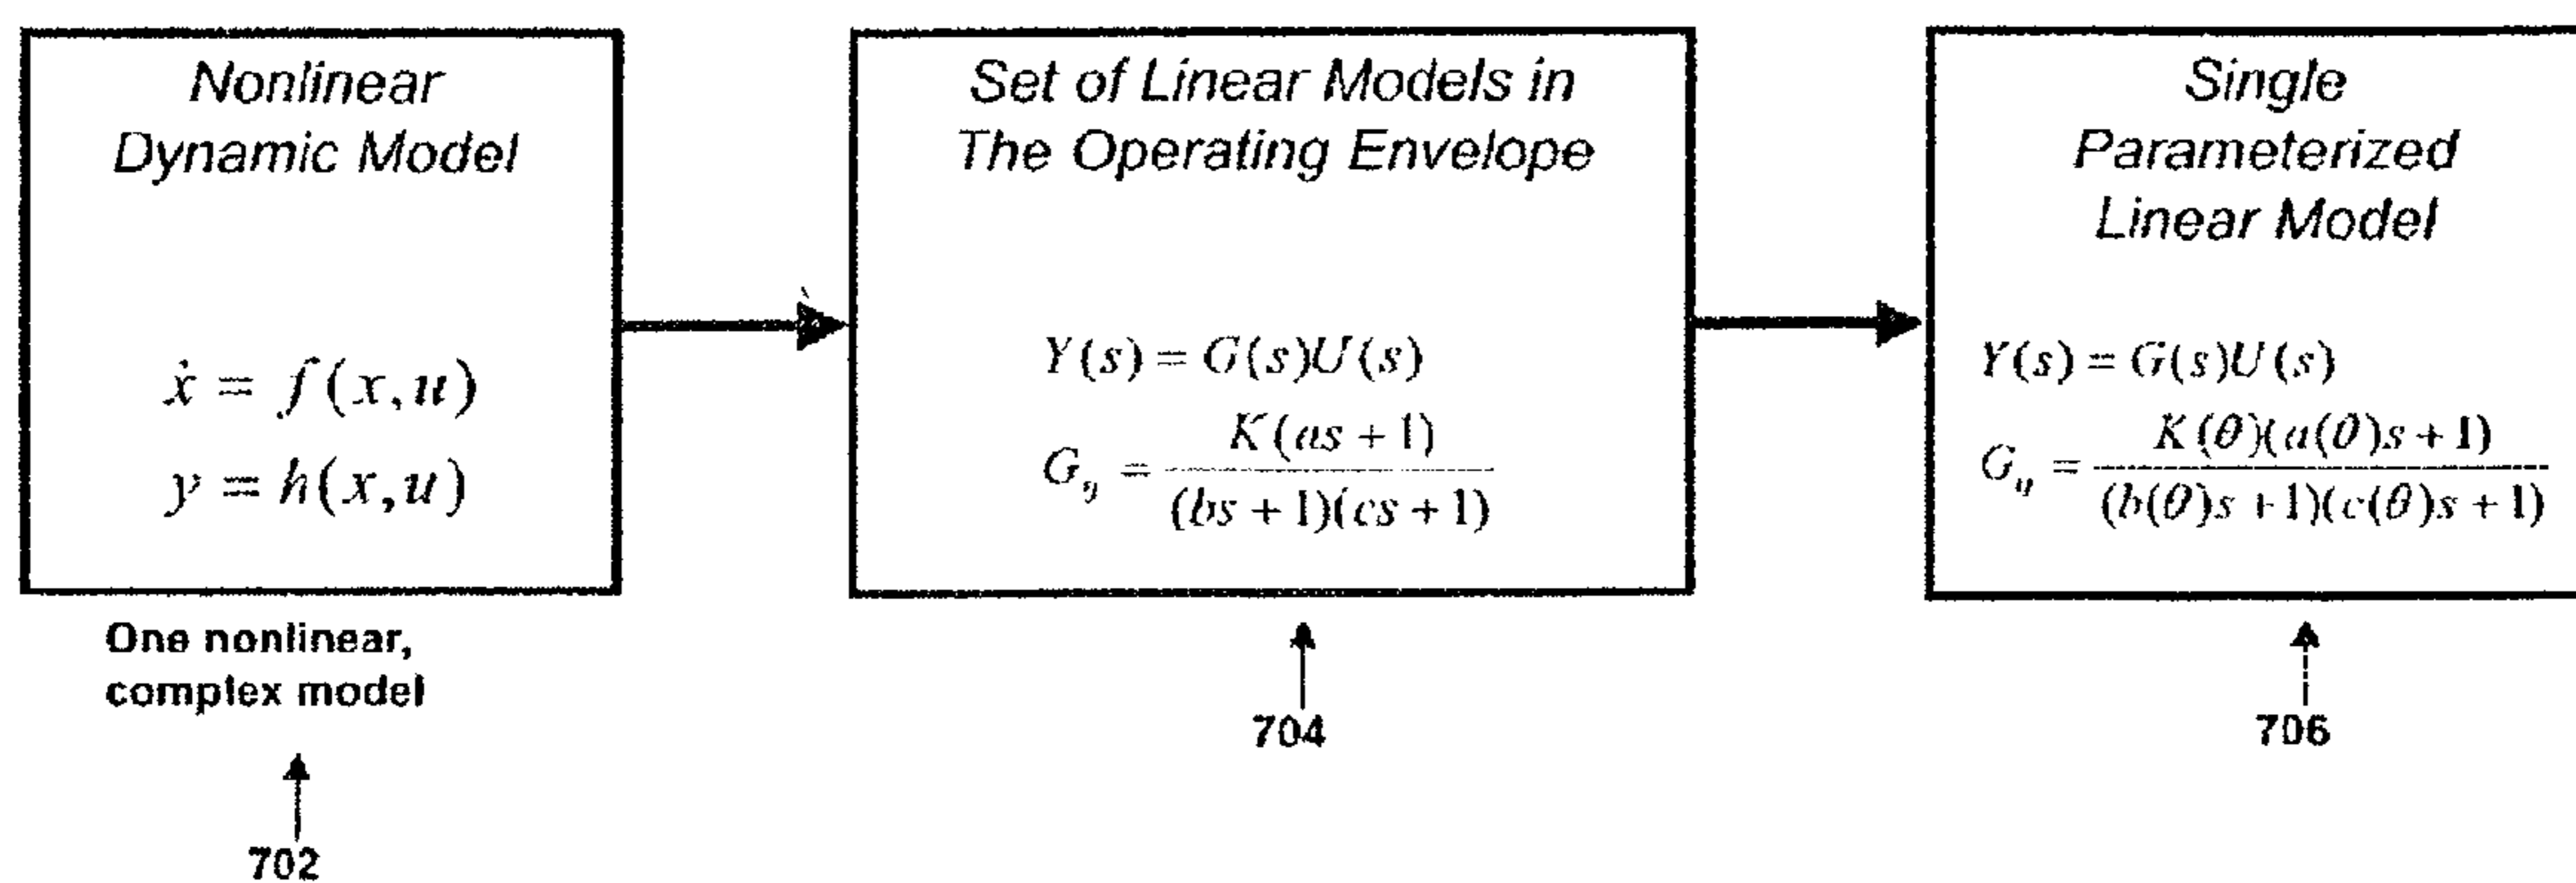 Nonlinear
Dynamic Model
ẋ = f(x,u)
y = h(x,u)
One nonlinear,
complex model
702
Set of Linear Models in
The Operating Envelope
Y(s) = G(s)U(s)
G_ij = K(as + 1) / (bs + 1)(cs + 1)
704
Single
Parameterized
Linear Model
Y(s) = G(s)U(s)
G_ij = K(θ)(a(θ)s + 1) / (b(θ)s + 1)(c(θ)s + 1)
706